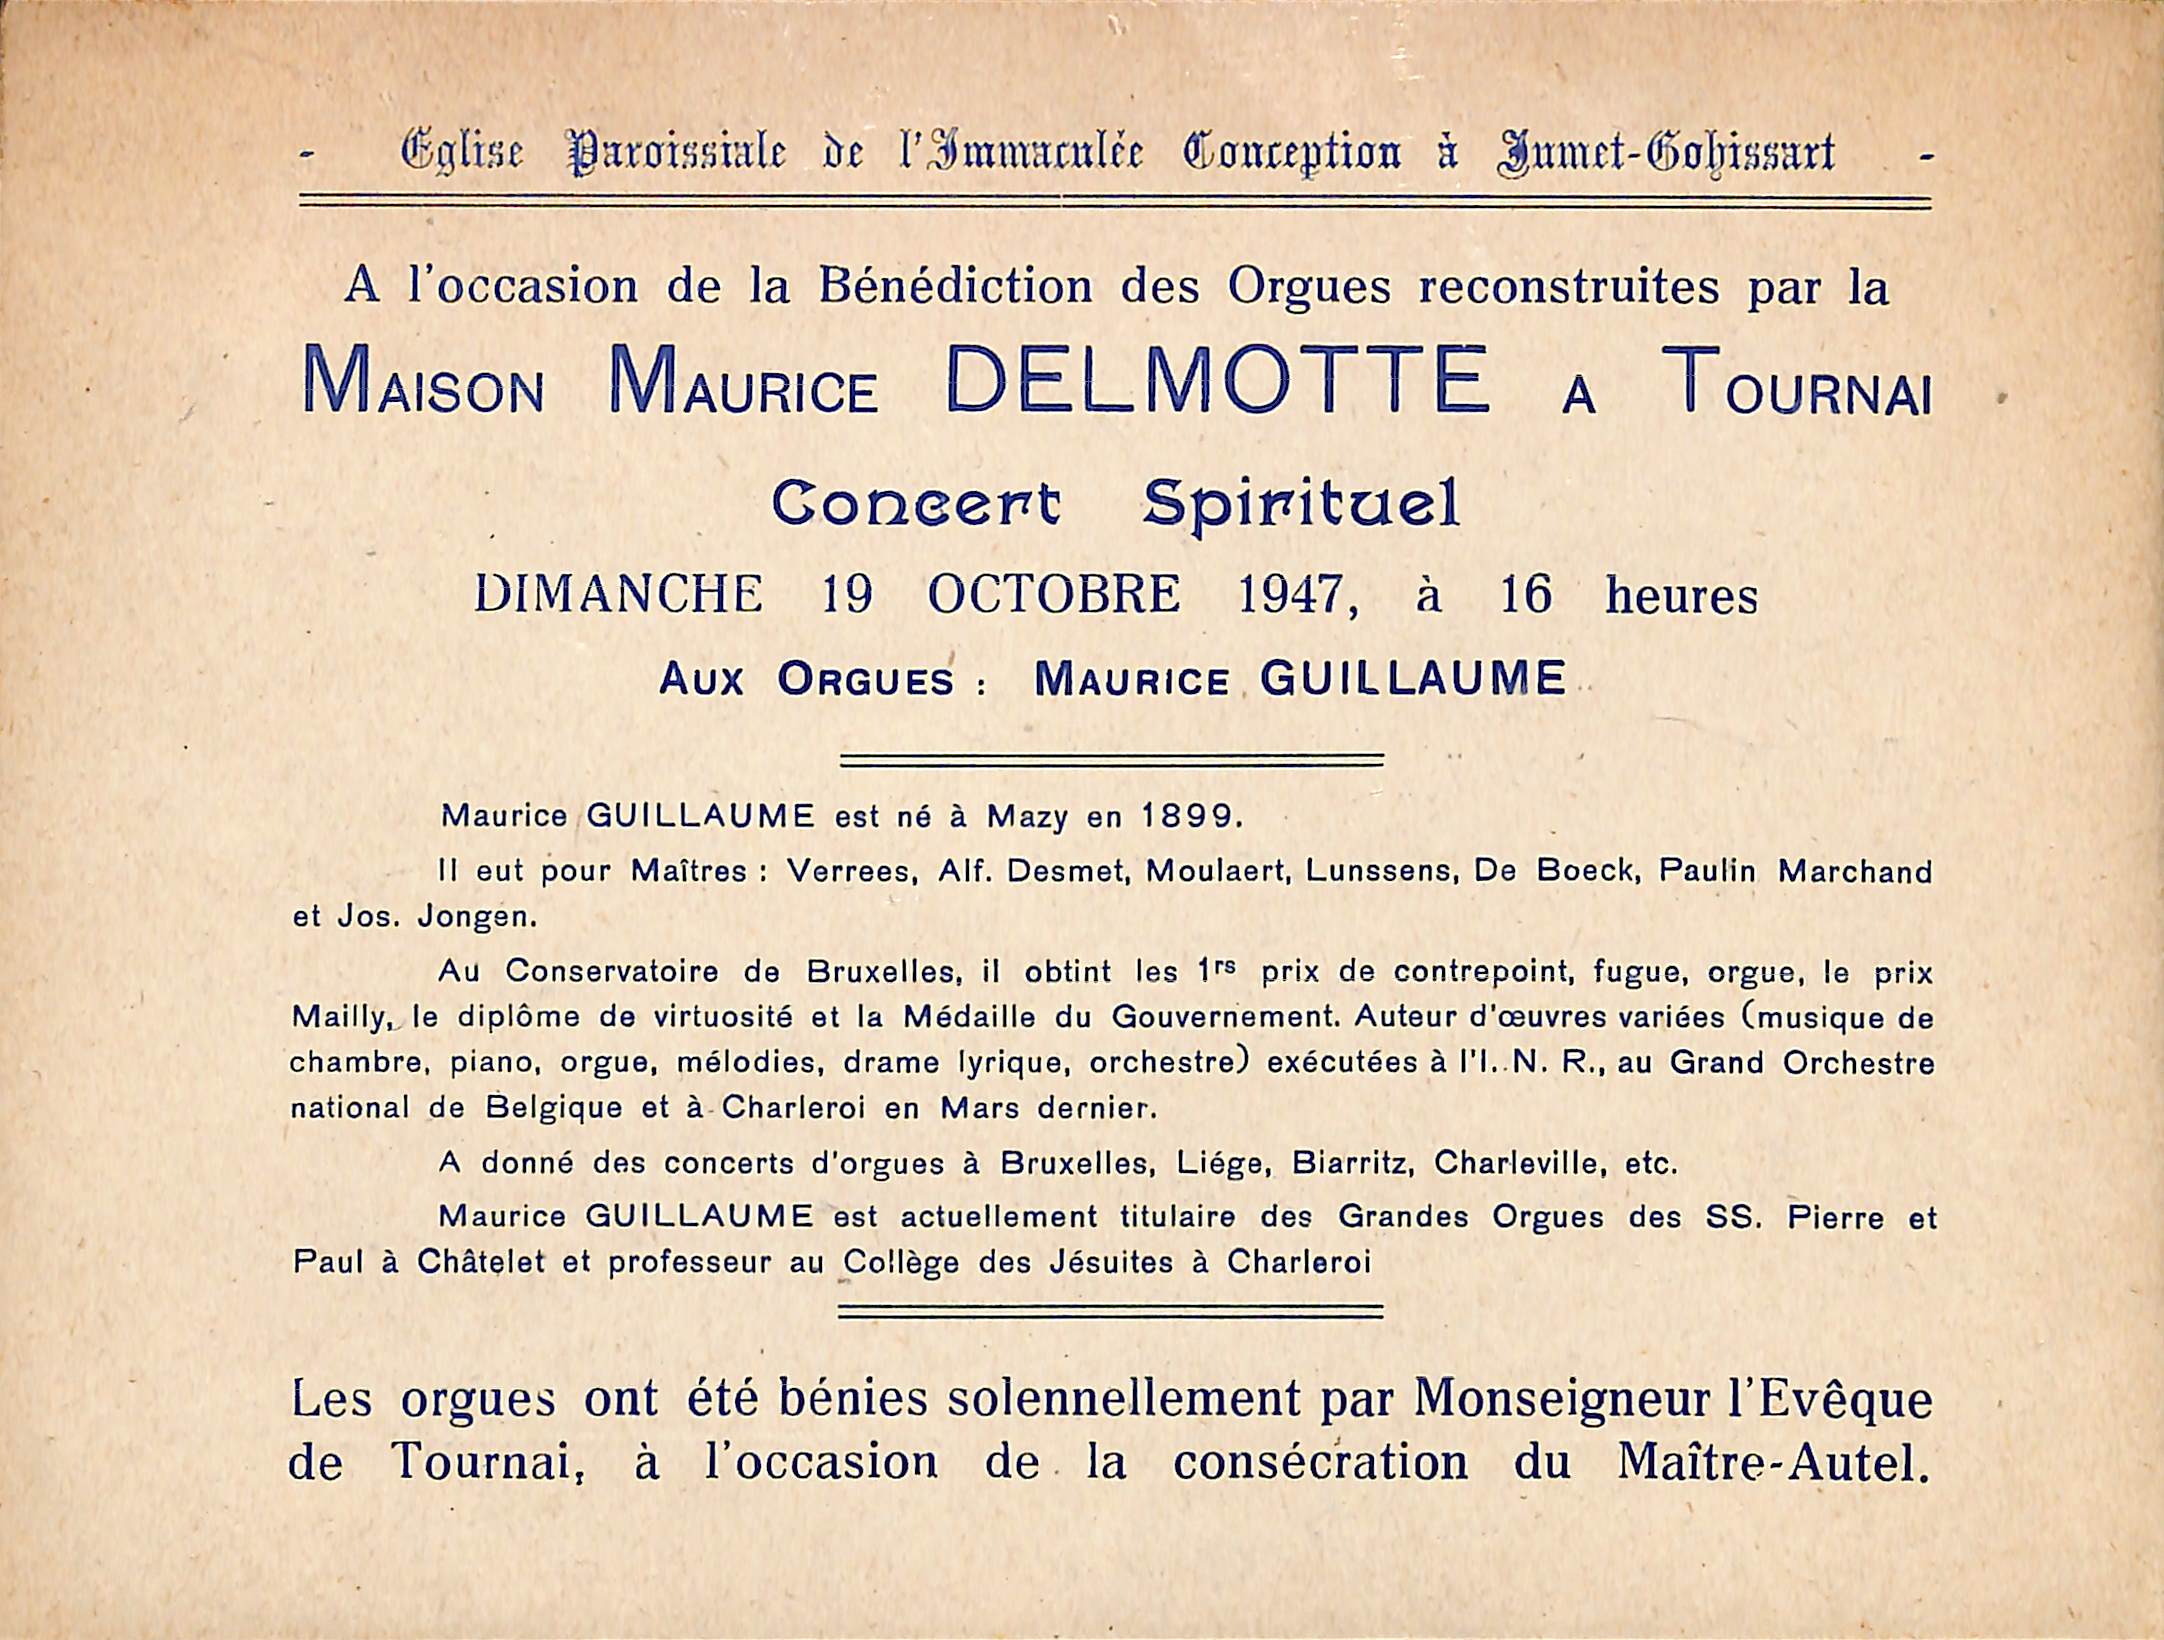 - Eglise Paroissiale de l'Immaculée Conception à Jumet-Gohissart -
A l'occasion de la Bénédiction des Orgues reconstruites par la
MAISON MAURICE DELMOTTE A TOURNAI
Concert Spirituel
DIMANCHE 19 OCTOBRE 1947, à 16 heures
AUX ORGUES : MAURICE GUILLAUME
Maurice GUILLAUME est né à Mazy en 1899.
Il eut pour Maîtres : Verrees, Alf. Desmet, Moulaert, Lunssens, De Boeck, Paulin Marchand
et Jos. Jongen.
Au Conservatoire de Bruxelles, il obtint les 1rs prix de contrepoint, fugue, orgue, le prix
Mailly, le diplôme de virtuosité et la Médaille du Gouvernement. Auteur d'œuvres variées (musique de
chambre, piano, orgue, mélodies, drame lyrique, orchestre) exécutées à l'I. N. R., au Grand Orchestre
national de Belgique et à Charleroi en Mars dernier.
A donné des concerts d'orgues à Bruxelles, Liége, Biarritz, Charleville, etc.
Maurice GUILLAUME est actuellement titulaire des Grandes Orgues des SS. Pierre et
Paul à Châtelet et professeur au Collège des Jésuites à Charleroi
Les orgues ont été bénies solennellement par Monseigneur l'Evêque
de Tournai, à l'occasion de la consécration du Maître-Autel.